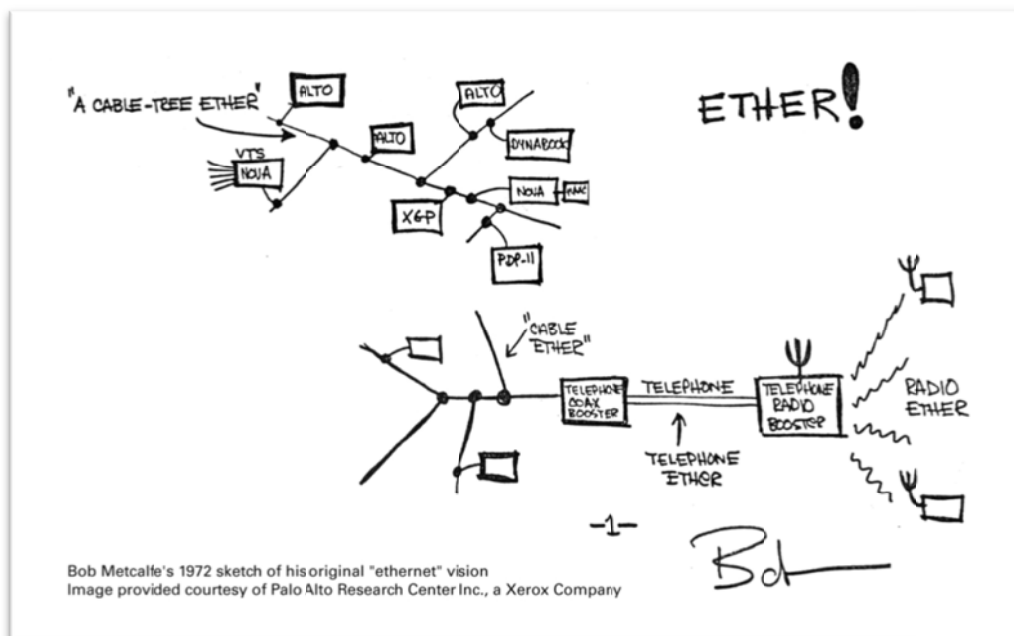 "A CABLE-TREE ETHER"
ALTO
ALTO
ALTO
DYNABOOK
VTS
NOVA
NOVA
XGP
PDP-11
ETHER!
"CABLE
ETHER"
TELEPHONE
COAX
BOOSTER
TELEPHONE
TELEPHONE
ETHER
TELEPHONE
RADIO
BOOSTER
RADIO
ETHER
-1-
Bob
Bob Metcalfe's 1972 sketch of his original "ethernet" vision
Image provided courtesy of Palo Alto Research Center Inc., a Xerox Company